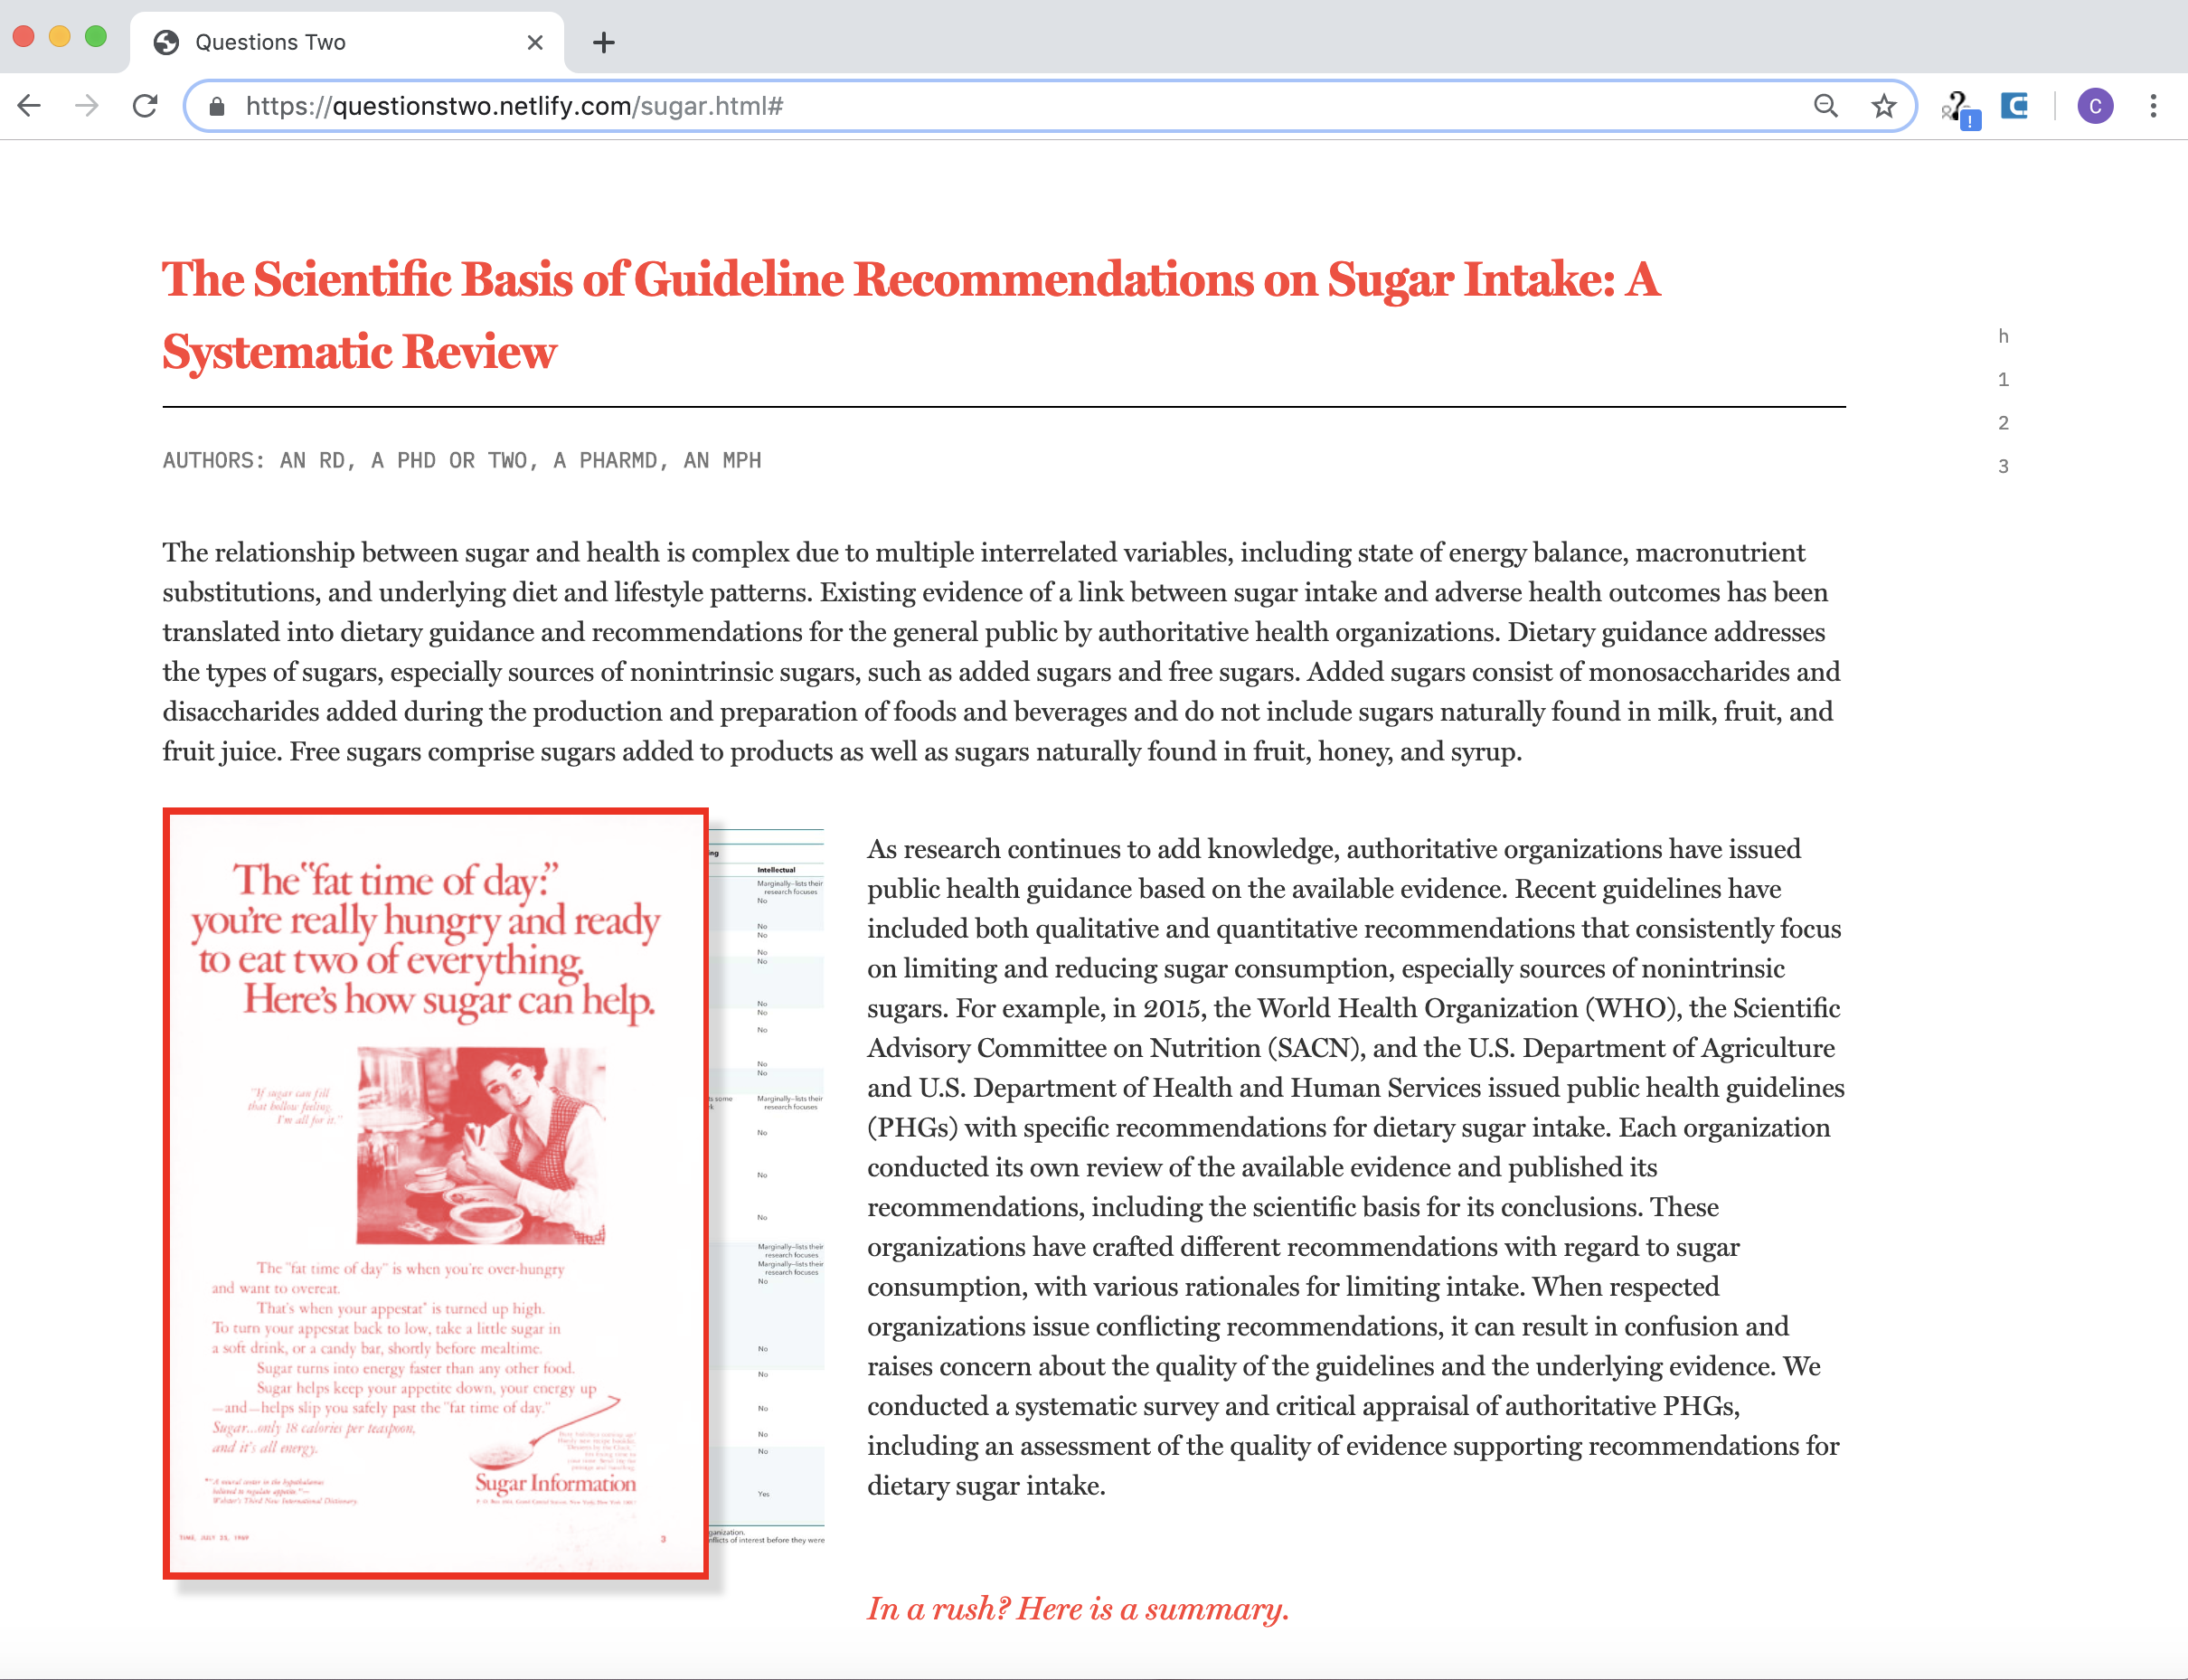 Questions Two
https://questionstwo.netlify.com/sugar.html#
C
The Scientific Basis of Guideline Recommendations on Sugar Intake: A
Systematic Review
h
1
2
3
AUTHORS: AN RD, A PHD OR TWO, A PHARMD, AN MPH
The relationship between sugar and health is complex due to multiple interrelated variables, including state of energy balance, macronutrient
substitutions, and underlying diet and lifestyle patterns. Existing evidence of a link between sugar intake and adverse health outcomes has been
translated into dietary guidance and recommendations for the general public by authoritative health organizations. Dietary guidance addresses
the types of sugars, especially sources of nonintrinsic sugars, such as added sugars and free sugars. Added sugars consist of monosaccharides and
disaccharides added during the production and preparation of foods and beverages and do not include sugars naturally found in milk, fruit, and
fruit juice. Free sugars comprise sugars added to products as well as sugars naturally found in fruit, honey, and syrup.
The "fat time of day:"
you're really hungry and ready
to eat two of everything.
Here's how sugar can help.
"If sugar can fill
that hollow feeling,
I'm all for it."
The "fat time of day" is when you're over-hungry
and want to overeat.
That's when your appestat* is turned up high.
To turn your appestat back to low, take a little sugar in
a soft drink, or a candy bar, shortly before mealtime.
Sugar turns into energy faster than any other food.
Sugar helps keep your appetite down, your energy up
—and—helps slip you safely past the "fat time of day."
Sugar...only 18 calories per teaspoon,
and it's all energy.
*"A neural center in the hypothalamus
believed to regulate appetite."—
Webster's Third New International Dictionary
Sugar Information
TIME, JULY 25, 1969
3
ng
Intellectual
Marginally–lists their
research focuses
No
No
No
No
No
No
No
No
No
No
s some
k
Marginally–lists their
research focuses
No
No
No
Marginally–lists their
research focuses
Marginally–lists their
research focuses
No
No
No
No
No
No
Yes
ganization.
nflicts of interest before they were
As research continues to add knowledge, authoritative organizations have issued
public health guidance based on the available evidence. Recent guidelines have
included both qualitative and quantitative recommendations that consistently focus
on limiting and reducing sugar consumption, especially sources of nonintrinsic
sugars. For example, in 2015, the World Health Organization (WHO), the Scientific
Advisory Committee on Nutrition (SACN), and the U.S. Department of Agriculture
and U.S. Department of Health and Human Services issued public health guidelines
(PHGs) with specific recommendations for dietary sugar intake. Each organization
conducted its own review of the available evidence and published its
recommendations, including the scientific basis for its conclusions. These
organizations have crafted different recommendations with regard to sugar
consumption, with various rationales for limiting intake. When respected
organizations issue conflicting recommendations, it can result in confusion and
raises concern about the quality of the guidelines and the underlying evidence. We
conducted a systematic survey and critical appraisal of authoritative PHGs,
including an assessment of the quality of evidence supporting recommendations for
dietary sugar intake.
In a rush? Here is a summary.